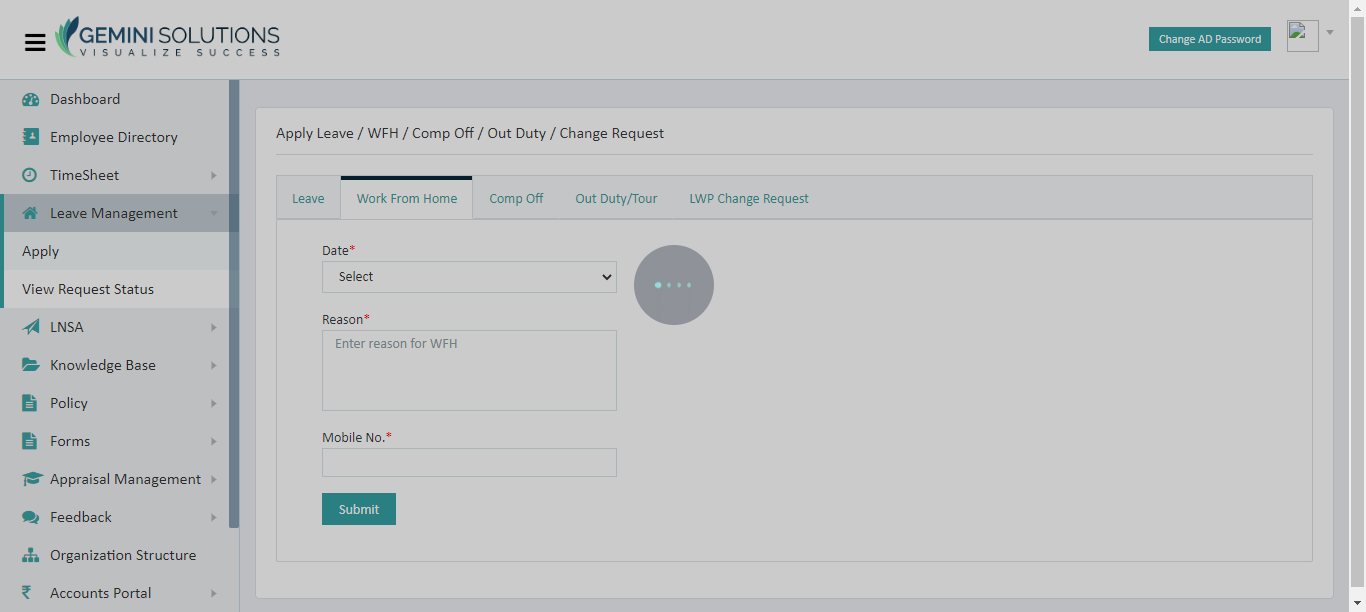 GEMINI SOLUTIONS
VISUALIZE SUCCESS
Change AD Password
Dashboard
Employee Directory
TimeSheet
Leave Management
Apply
View Request Status
LNSA
Knowledge Base
Policy
Forms
Appraisal Management
Feedback
Organization Structure
Accounts Portal
Apply Leave / WFH / Comp Off / Out Duty / Change Request
Leave
Work From Home
Comp Off
Out Duty/Tour
LWP Change Request
Date*
Select
Reason*
Enter reason for WFH
Mobile No.*
Submit